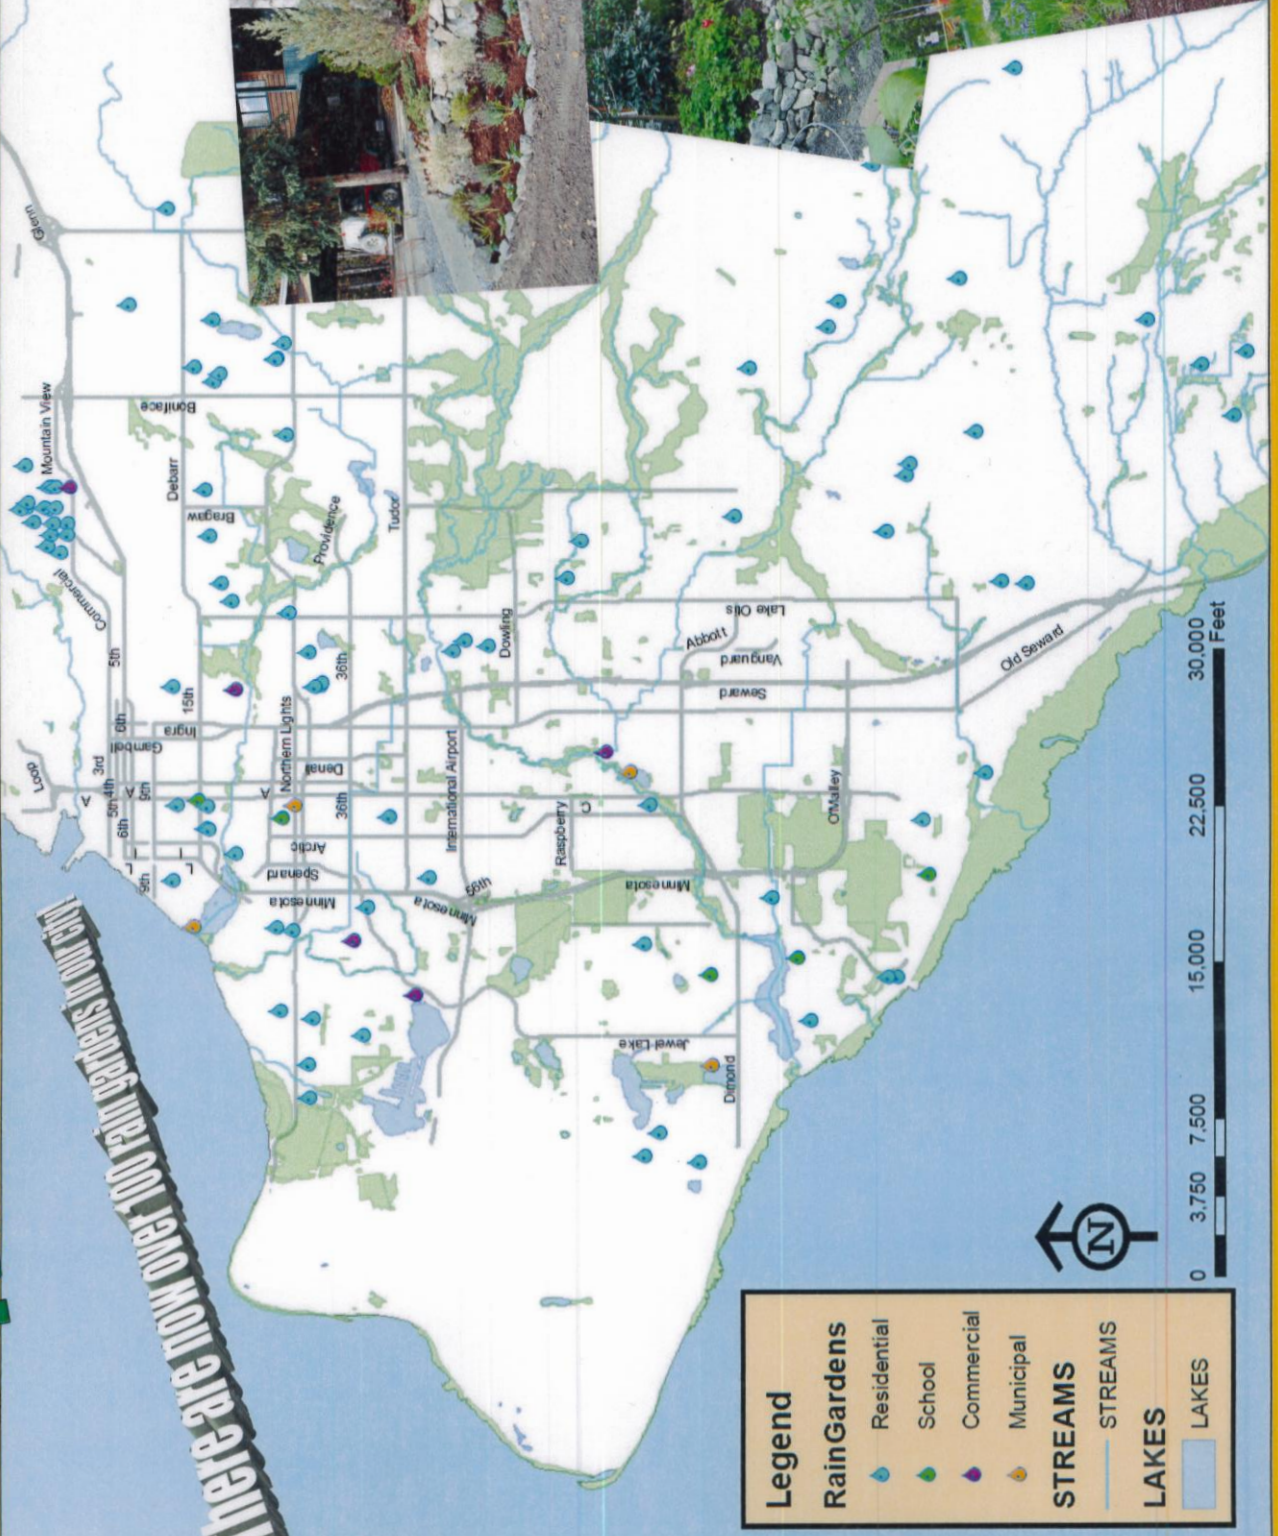 here are now over 100 rain gardens in our city.
Glenn
Mountain View
Boniface
Debarr
Bragaw
Providence
Tudor
Commercial
5th
6th
15th
Ingra
Gambell
3rd
Loop
4th
5th
A
A
9th
6th
I
I
L
L
9th
Northern Lights
36th
Denali
A
36th
Arctic
Spenard
Minnesota
Minnesota
Minnesota
56th
International Airport
Dowling
Raspberry
C
Minnesota
Lake Otis
Abbott
Vanguard
Seward
Old Seward
O'Malley
Jewel Lake
Dimond
N
0 3,750 7,500 15,000 22,500 30,000
Feet
Legend
RainGardens
Residential
School
Commercial
Municipal
STREAMS
STREAMS
LAKES
LAKES